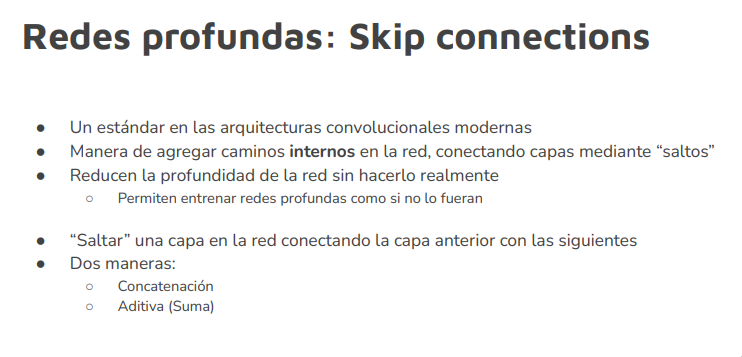 Redes profundas: Skip connections
● Un estándar en las arquitecturas convolucionales modernas
● Manera de agregar caminos internos en la red, conectando capas mediante “saltos”
● Reducen la profundidad de la red sin hacerlo realmente
○ Permiten entrenar redes profundas como si no lo fueran
● “Saltar” una capa en la red conectando la capa anterior con las siguientes
● Dos maneras:
○ Concatenación
○ Aditiva (Suma)